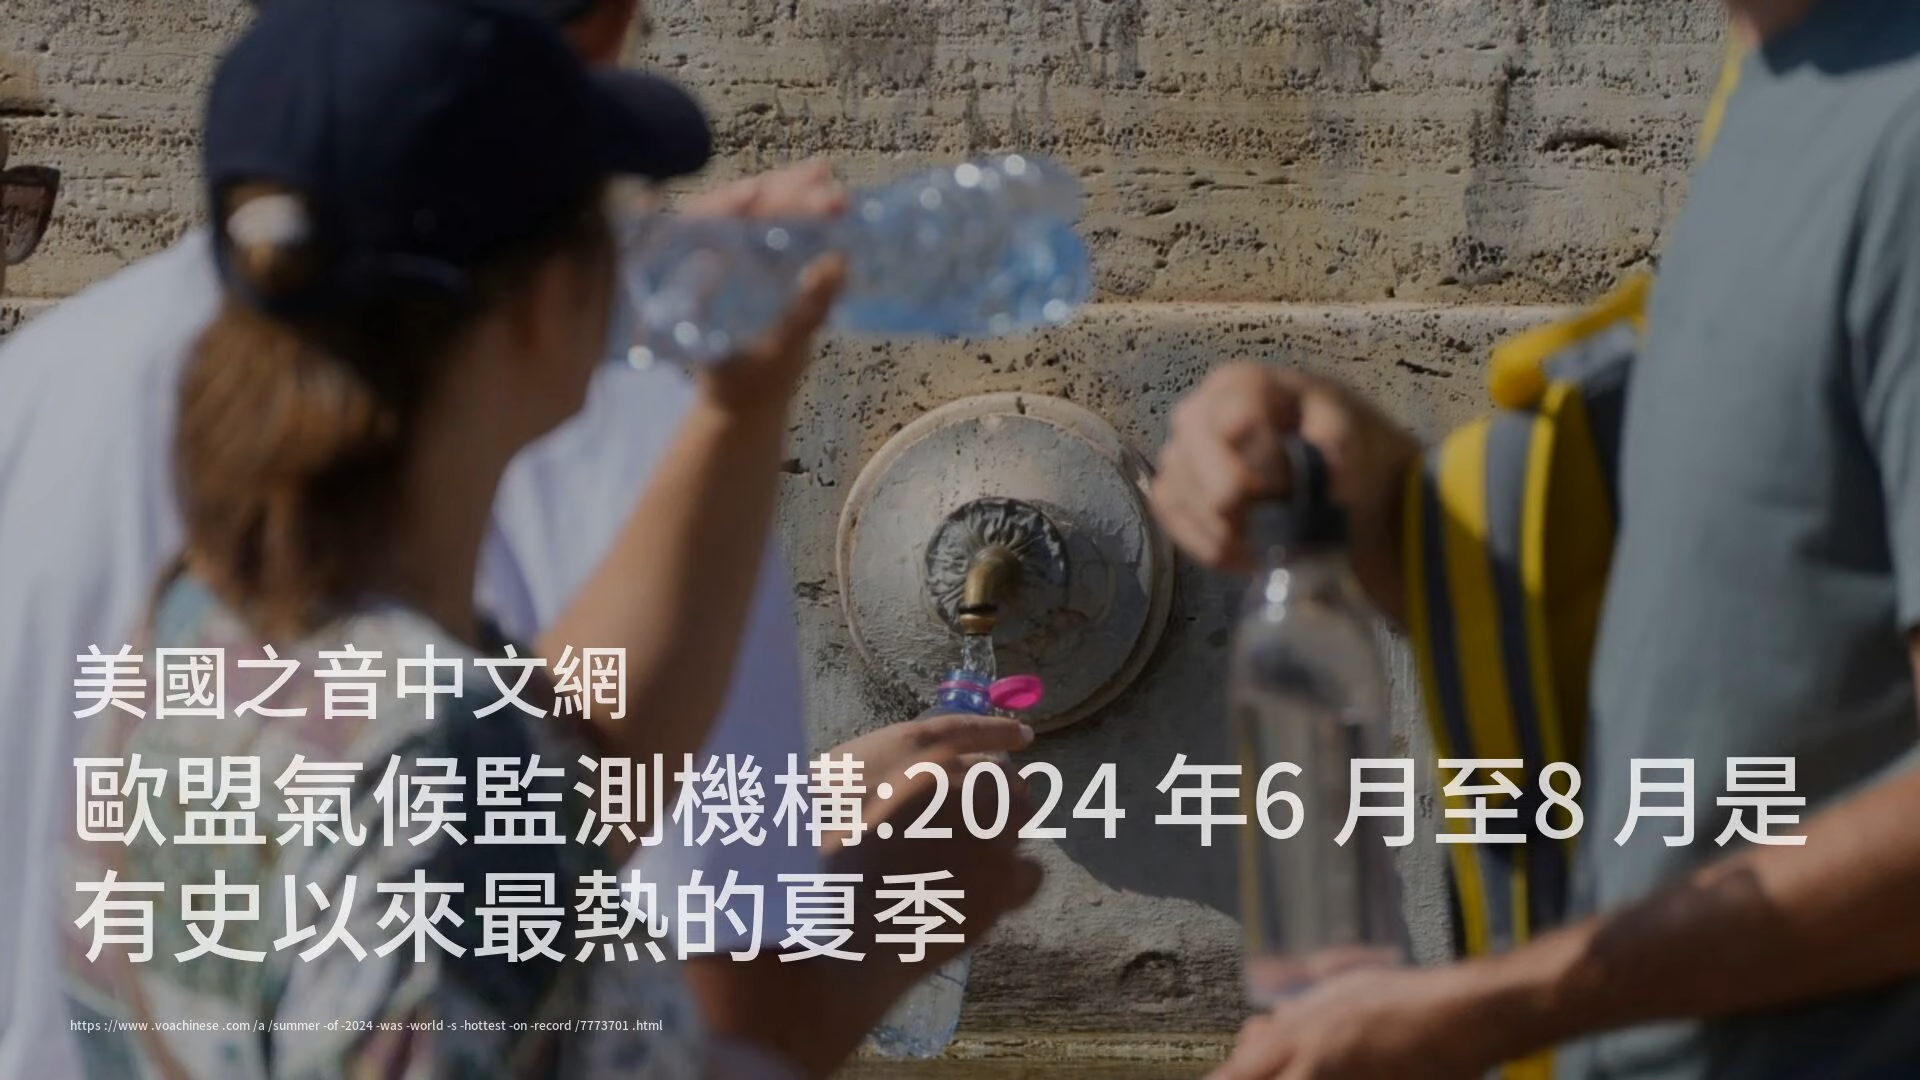 美國之音中文網
歐盟氣候監測機構:2024 年6 月至8 月是
有史以來最熱的夏季
https ://www .voachinese .com /a /summer -of -2024 -was -world -s -hottest -on -record /7773701 .html